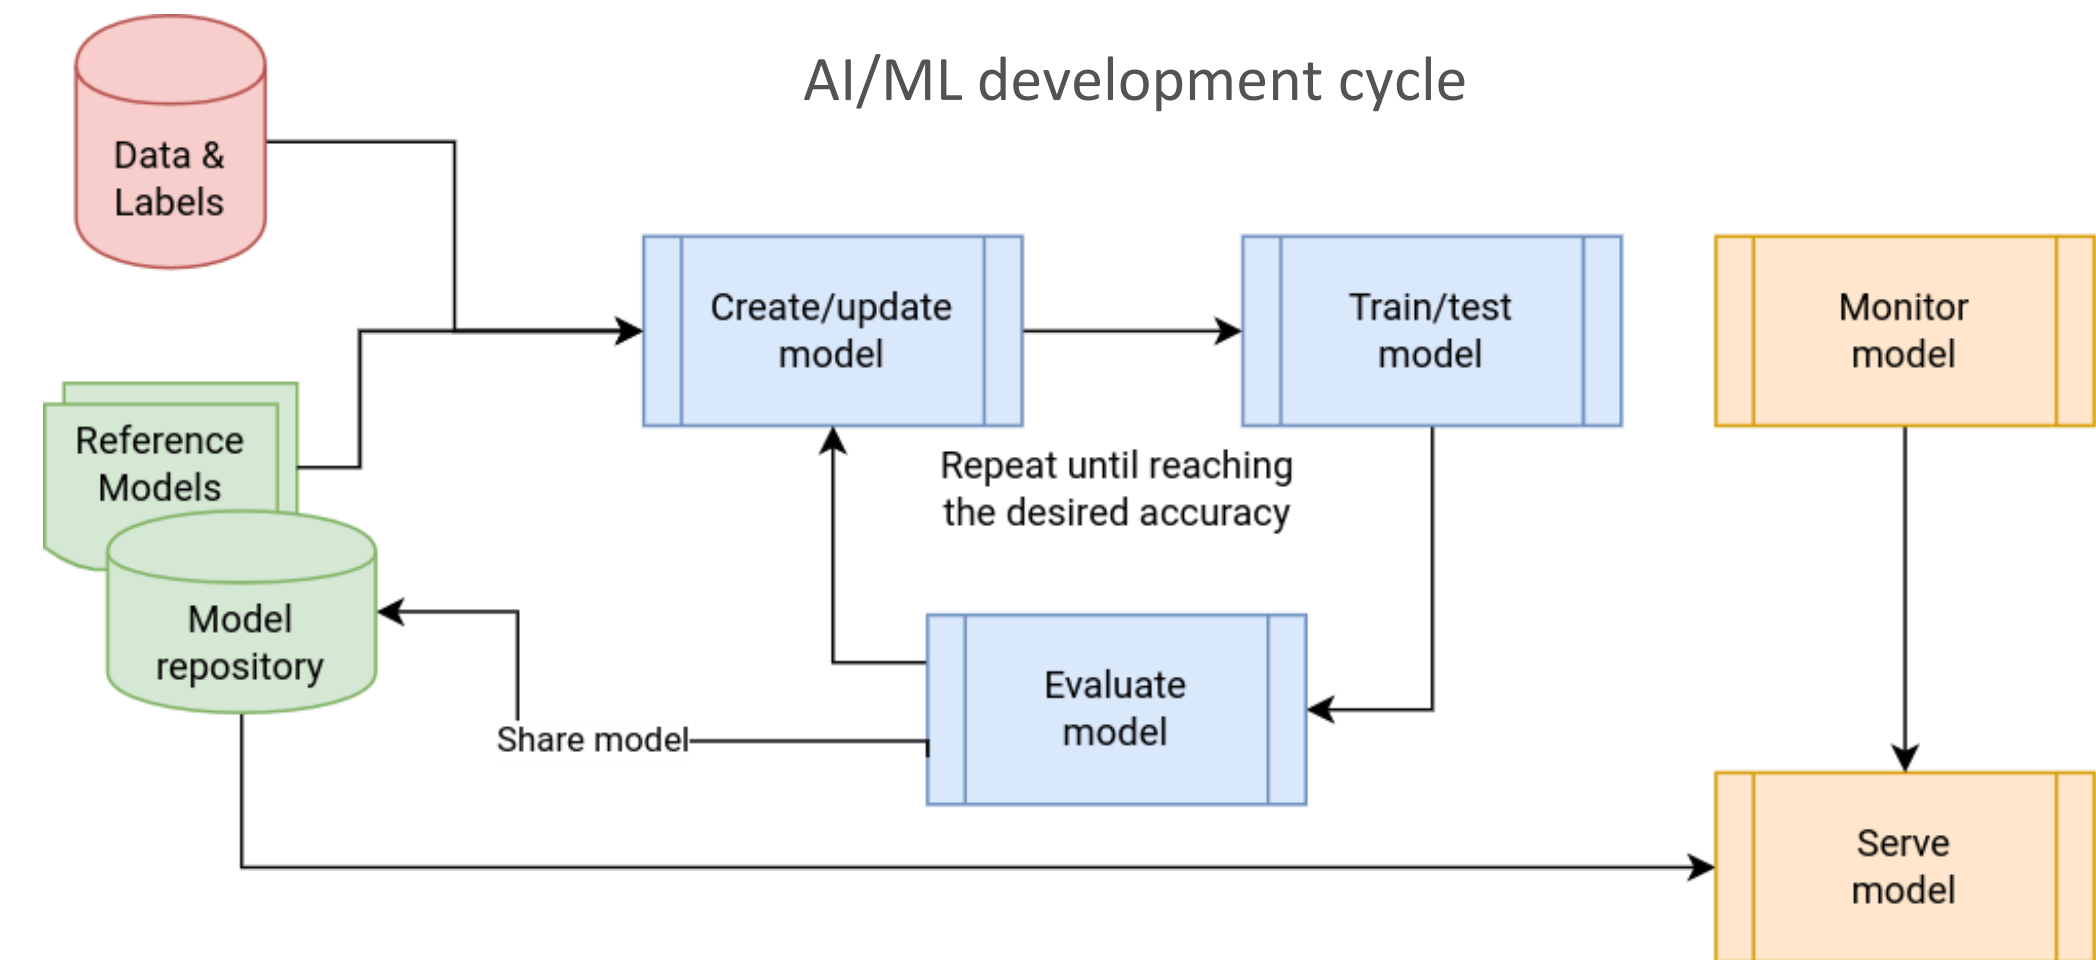 AI/ML development cycle
Data &
Labels
Create/update
model
Train/test
model
Monitor
model
Reference
Models
Repeat until reaching
the desired accuracy
Model
repository
Evaluate
model
Share model
Serve
model